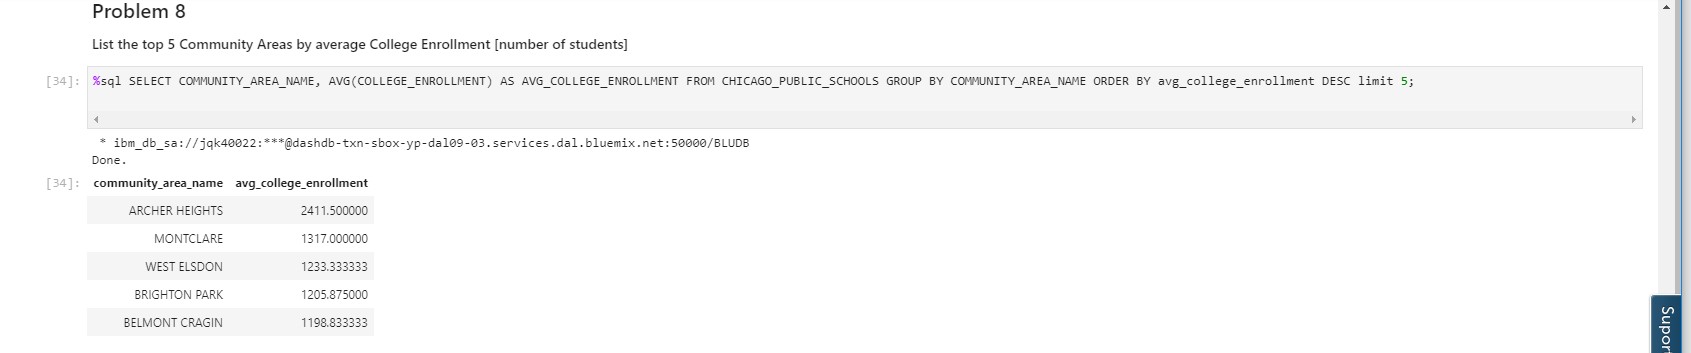 Problem 8
List the top 5 Community Areas by average College Enrollment [number of students]
[34]: %sql SELECT COMMUNITY_AREA_NAME, AVG(COLLEGE_ENROLLMENT) AS AVG_COLLEGE_ENROLLMENT FROM CHICAGO_PUBLIC_SCHOOLS GROUP BY COMMUNITY_AREA_NAME ORDER BY avg_college_enrollment DESC limit 5;
* ibm_db_sa://jqk40022:***@dashdb-txn-sbox-yp-dal09-03.services.dal.bluemix.net:50000/BLUDB
Done.
[34]: community_area_name avg_college_enrollment
ARCHER HEIGHTS 2411.500000
MONTCLARE 1317.000000
WEST ELSDON 1233.333333
BRIGHTON PARK 1205.875000
BELMONT CRAGIN 1198.833333